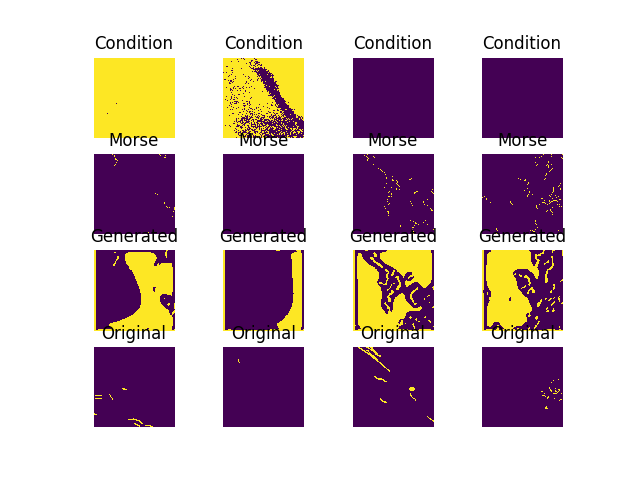 Condition Condition Condition Condition
Morse Morse Morse Morse
Generated Generated Generated Generated
Original Original Original Original